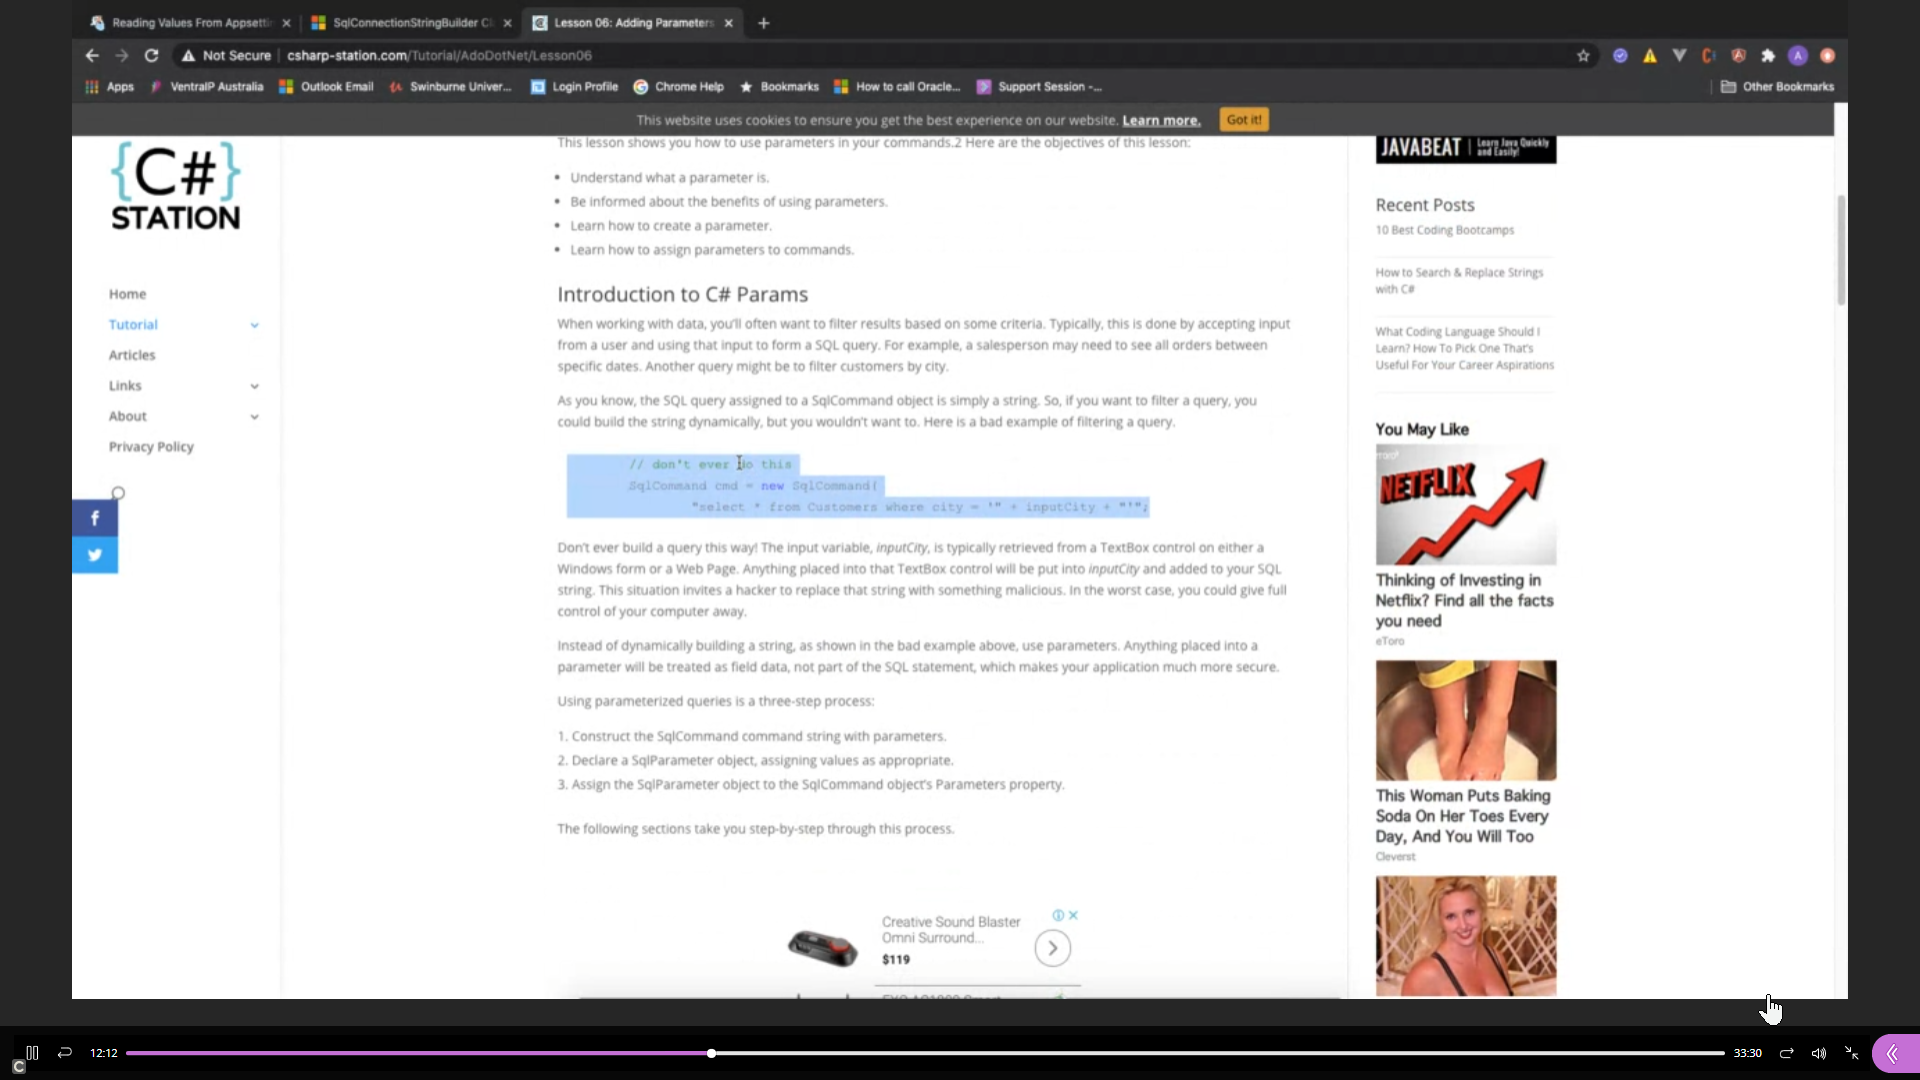 Reading Values From Appsetti
SqlConnectionStringBuilder C
Lesson 06: Adding Parameters
Not Secure
csharp-station.com/Tutorial/AdoDotNet/Lesson06
Apps
VentraIP Australia
Outlook Email
Swinburne Univer...
Login Profile
Chrome Help
Bookmarks
How to call Oracle...
Support Session -...
Other Bookmarks
This website uses cookies to ensure you get the best experience on our website. Learn more.
Got it!
{C#}
STATION
Home
Tutorial
Articles
Links
About
Privacy Policy
This lesson shows you how to use parameters in your commands.2 Here are the objectives of this lesson:
• Understand what a parameter is.
• Be informed about the benefits of using parameters.
• Learn how to create a parameter.
• Learn how to assign parameters to commands.
Introduction to C# Params
When working with data, you'll often want to filter results based on some criteria. Typically, this is done by accepting input
from a user and using that input to form a SQL query. For example, a salesperson may need to see all orders between
specific dates. Another query might be to filter customers by city.
As you know, the SQL query assigned to a SqlCommand object is simply a string. So, if you want to filter a query, you
could build the string dynamically, but you wouldn't want to. Here is a bad example of filtering a query.
// don't ever do this
SqlCommand cmd = new SqlCommand(
"select * from Customers where city = '" + inputCity + "'";
Don't ever build a query this way! The input variable, inputCity, is typically retrieved from a TextBox control on either a
Windows form or a Web Page. Anything placed into that TextBox control will be put into inputCity and added to your SQL
string. This situation invites a hacker to replace that string with something malicious. In the worst case, you could give full
control of your computer away.
Instead of dynamically building a string, as shown in the bad example above, use parameters. Anything placed into a
parameter will be treated as field data, not part of the SQL statement, which makes your application much more secure.
Using parameterized queries is a three-step process:
1. Construct the SqlCommand command string with parameters.
2. Declare a SqlParameter object, assigning values as appropriate.
3. Assign the SqlParameter object to the SqlCommand object's Parameters property.
The following sections take you step-by-step through this process.
Creative Sound Blaster
Omni Surround...
$119
JAVABEAT
Learn Java Quickly
and Easily!
Recent Posts
10 Best Coding Bootcamps
How to Search & Replace Strings
with C#
What Coding Language Should I
Learn? How To Pick One That's
Useful For Your Career Aspirations
You May Like
NETFLIX
Thinking of Investing in
Netflix? Find all the facts
you need
eToro
This Woman Puts Baking
Soda On Her Toes Every
Day, And You Will Too
Cleverst
12:12
33:30